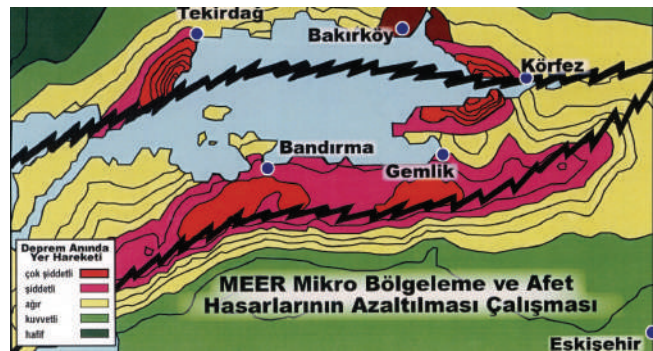 Tekirdağ
Bakırköy
Körfez
Bandırma
Gemlik
Deprem Anında
Yer Hareketi
çok şiddetli
şiddetli
ağır
kuvvetli
hafif
MEER Mikro Bölgeleme ve Afet
Hasarlarının Azaltılması Çalışması
Eskişehir